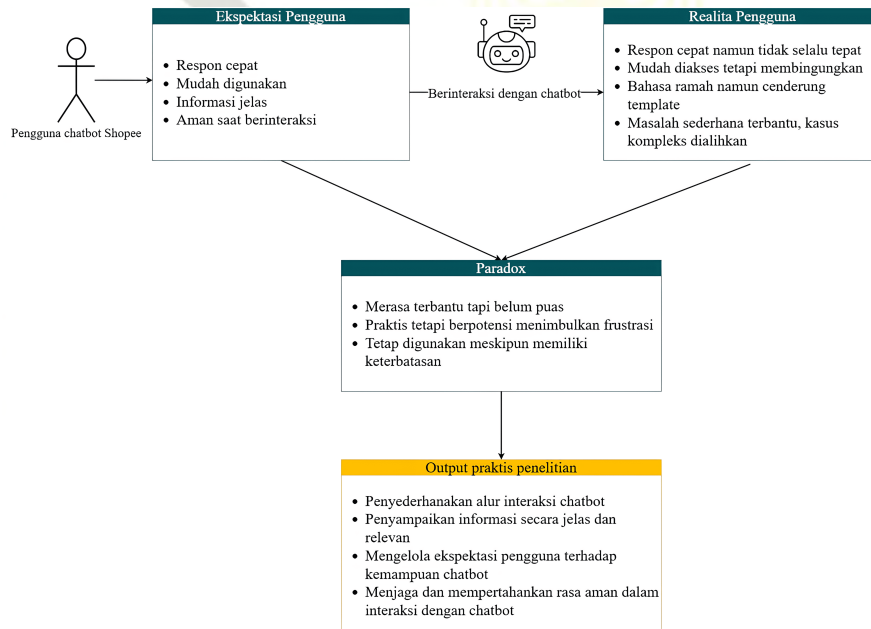 Ekspektasi Pengguna
Respon cepat
Mudah digunakan
Informasi jelas
Aman saat berinteraksi
Pengguna chatbot Shopee
Berinteraksi dengan chatbot
Realita Pengguna
Respon cepat namun tidak selalu tepat
Mudah diakses tetapi membingungkan
Bahasa ramah namun cenderung
template
Masalah sederhana terbantu, kasus
kompleks dialihkan
Paradox
Merasa terbantu tapi belum puas
Praktis tetapi berpotensi menimbulkan frustrasi
Tetap digunakan meskipun memiliki
keterbatasan
Output praktis penelitian
Penyederhanakan alur interaksi chatbot
Penyampaikan informasi secara jelas dan
relevan
Mengelola ekspektasi pengguna terhadap
kemampuan chatbot
Menjaga dan mempertahankan rasa aman dalam
interaksi dengan chatbot